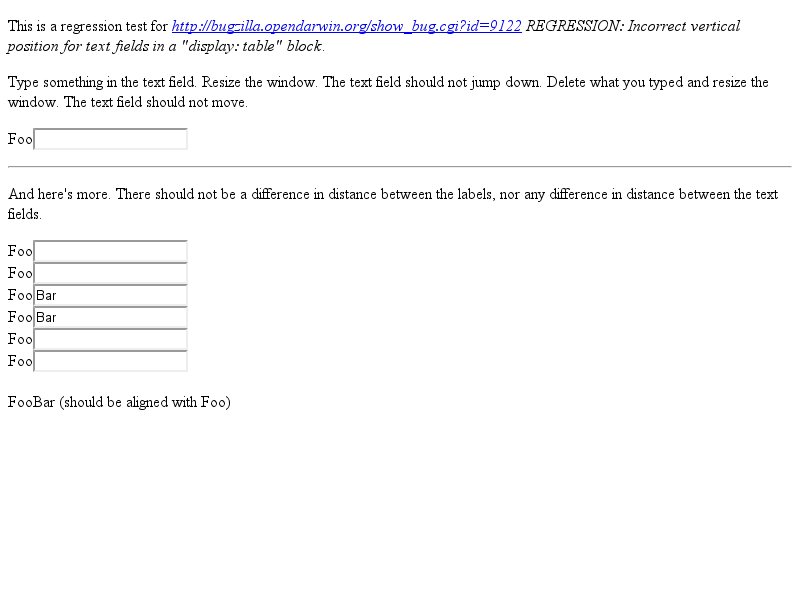 This is a regression test for http://bugzilla.opendarwin.org/show_bug.cgi?id=9122 REGRESSION: Incorrect vertical
position for text fields in a "display: table" block.
Type something in the text field. Resize the window. The text field should not jump down. Delete what you typed and resize the
window. The text field should not move.
Foo
And here's more. There should not be a difference in distance between the labels, nor any difference in distance between the text
fields.
Foo
Foo
Foo Bar
Foo Bar
Foo
Foo
FooBar (should be aligned with Foo)